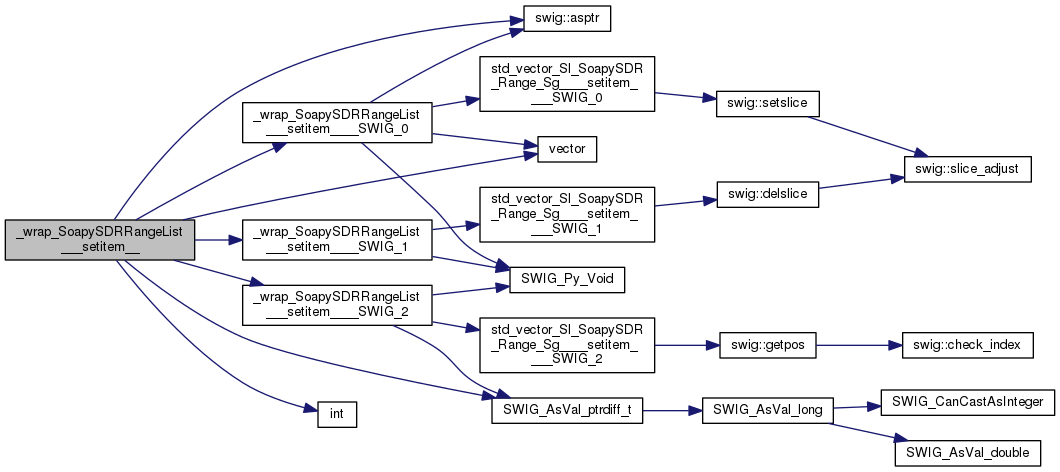 swig::asptr
std_vector_Sl_SoapySDR
_Range_Sg____setitem_
___SWIG_0
swig::setslice
_wrap_SoapySDRRangeList
___setitem____SWIG_0
vector
swig::slice_adjust
swig::delslice
std_vector_Sl_SoapySDR
_Range_Sg____setitem_
___SWIG_1
_wrap_SoapySDRRangeList
___setitem__
_wrap_SoapySDRRangeList
___setitem____SWIG_1
SWIG_Py_Void
_wrap_SoapySDRRangeList
___setitem____SWIG_2
std_vector_Sl_SoapySDR
_Range_Sg____setitem_
___SWIG_2
swig::getpos
swig::check_index
int
SWIG_AsVal_ptrdiff_t
SWIG_AsVal_long
SWIG_CanCastAsInteger
SWIG_AsVal_double